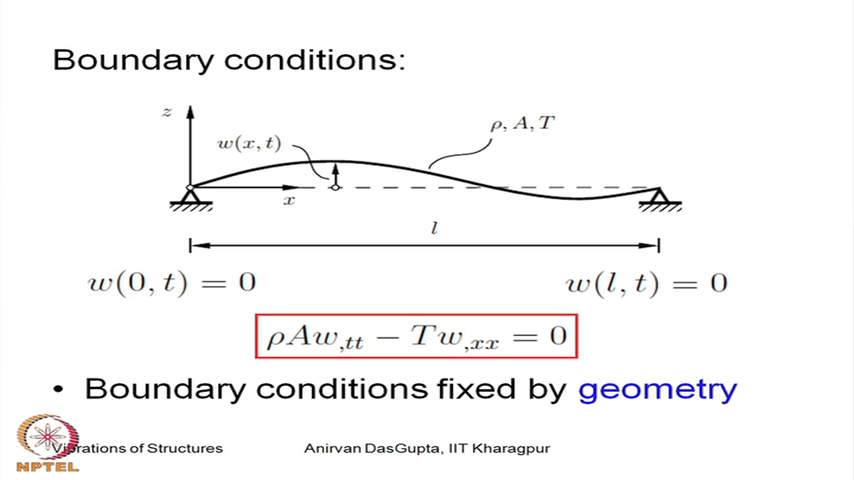 Boundary conditions:
z
w(x, t)
ρ, A, T
x
l
w(0, t) = 0
w(l, t) = 0
ρAw,tt − Tw,xx = 0
• Boundary conditions fixed by geometry
Vibrations of Structures
Anirvan DasGupta, IIT Kharagpur
NPTEL